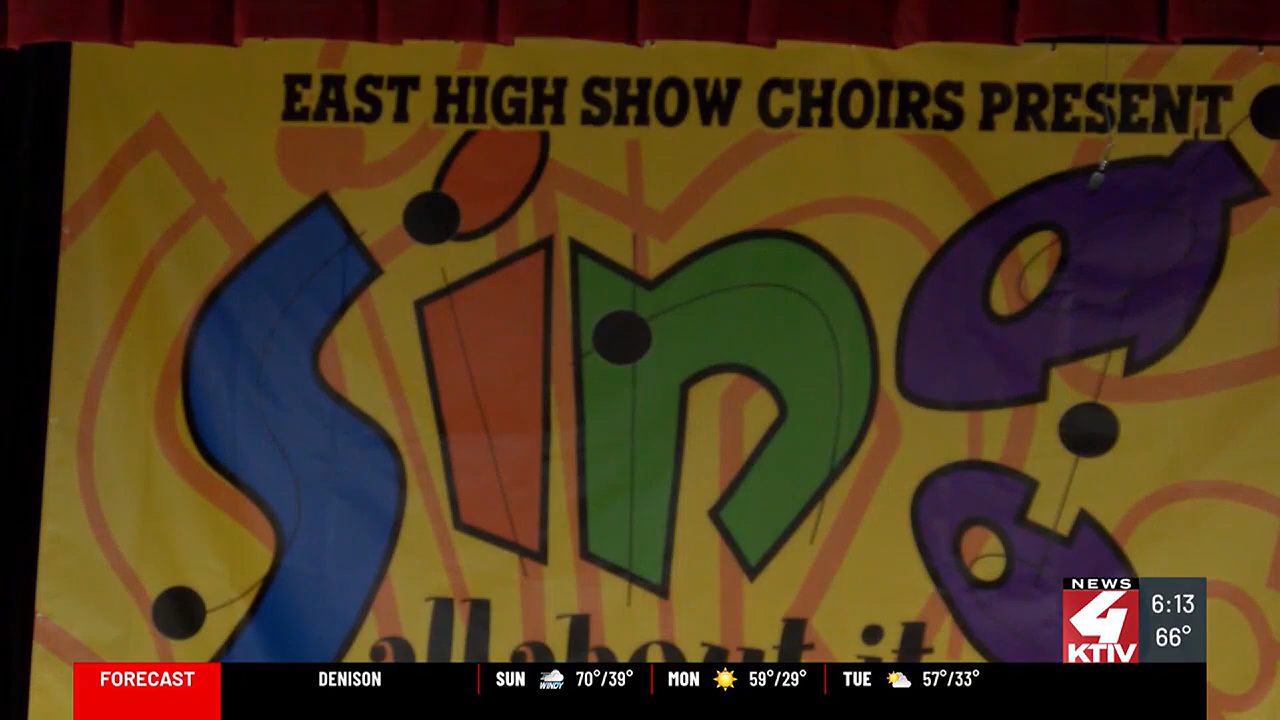 EAST HIGH SHOW CHOIRS PRESENT
sing
all about it
NEWS
4
KTIV
6:13
66°
FORECAST DENISON SUN WINDY 70°/39° MON 59°/29° TUE 57°/33°